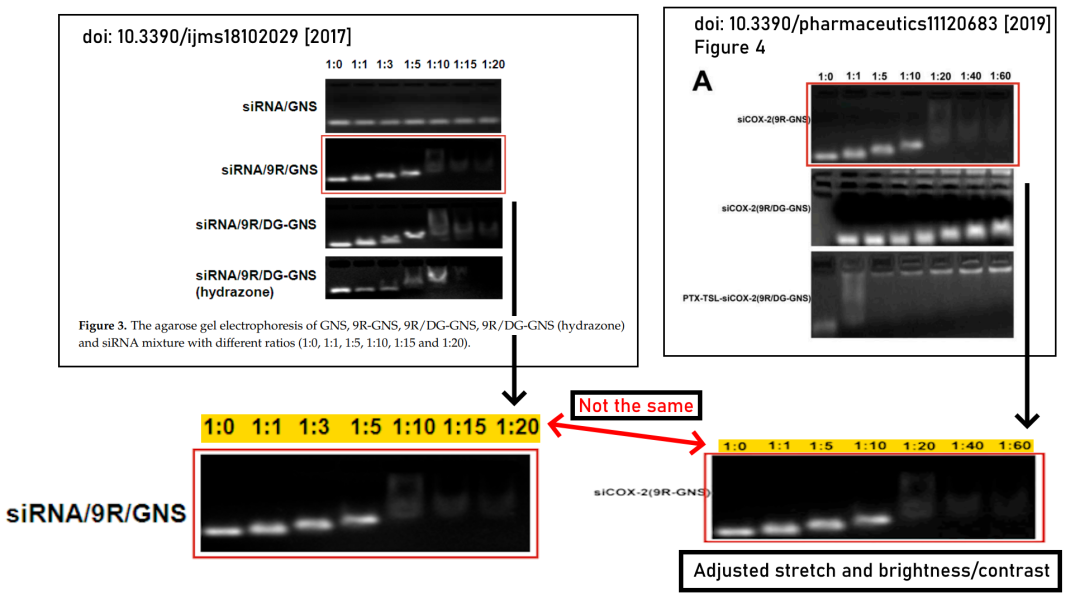 doi: 10.3390/ijms18102029 [2017]
1:0 1:1 1:3 1:5 1:10 1:15 1:20
siRNA/GNS
siRNA/9R/GNS
siRNA/9R/DG-GNS
siRNA/9R/DG-GNS
(hydrazone)
Figure 3. The agarose gel electrophoresis of GNS, 9R-GNS, 9R/DG-GNS, 9R/DG-GNS (hydrazone)
and siRNA mixture with different ratios (1:0, 1:1, 1:5, 1:10, 1:15 and 1:20).
doi: 10.3390/pharmaceutics11120683 [2019]
Figure 4
A
1:0 1:1 1:5 1:10 1:20 1:40 1:60
siCOX-2(9R-GNS)
siCOX-2(9R/DG-GNS)
PTX-TSL-siCOX-2(9R/DG-GNS)
Not the same
1:0 1:1 1:3 1:5 1:10 1:15 1:20
siRNA/9R/GNS
1:0 1:1 1:5 1:10 1:20 1:40 1:60
siCOX-2(9R-GNS)
Adjusted stretch and brightness/contrast